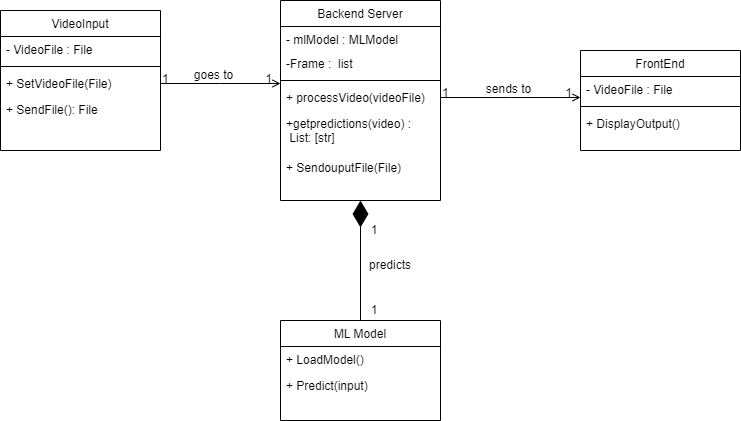 VideoInput
- VideoFile : File
+ SetVideoFile(File)
+ SendFile(): File
1
goes to
1
Backend Server
- mlModel : MLModel
-Frame : list
+ processVideo(videoFile)
+getpredictions(video) :
List: [str]
+ SendouputFile(File)
1
sends to
1
FrontEnd
- VideoFile : File
+ DisplayOutput()
1
predicts
1
ML Model
+ LoadModel()
+ Predict(input)